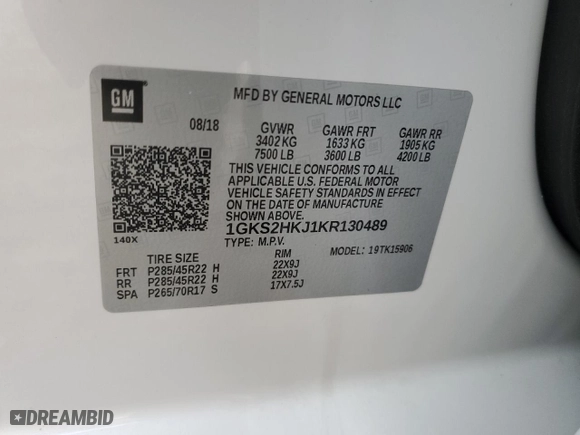 GM
MFD BY GENERAL MOTORS LLC
08/18 GVWR GAWR FRT GAWR RR
3402 KG 1633 KG 1905 KG
7500 LB 3600 LB 4200 LB
THIS VEHICLE CONFORMS TO ALL
APPLICABLE U.S. FEDERAL MOTOR
VEHICLE SAFETY STANDARDS IN EFFECT
ON THE DATE OF MANUFACTURE
SHOWN ABOVE.
1GKS2HKJ1KR130489
140X
TYPE: M.P.V. MODEL: 19TK15906
TIRE SIZE RIM
FRT P285/45R22 H 22X9J
RR P285/45R22 H 22X9J
SPA P265/70R17 S 17X7.5J
DREAMBID